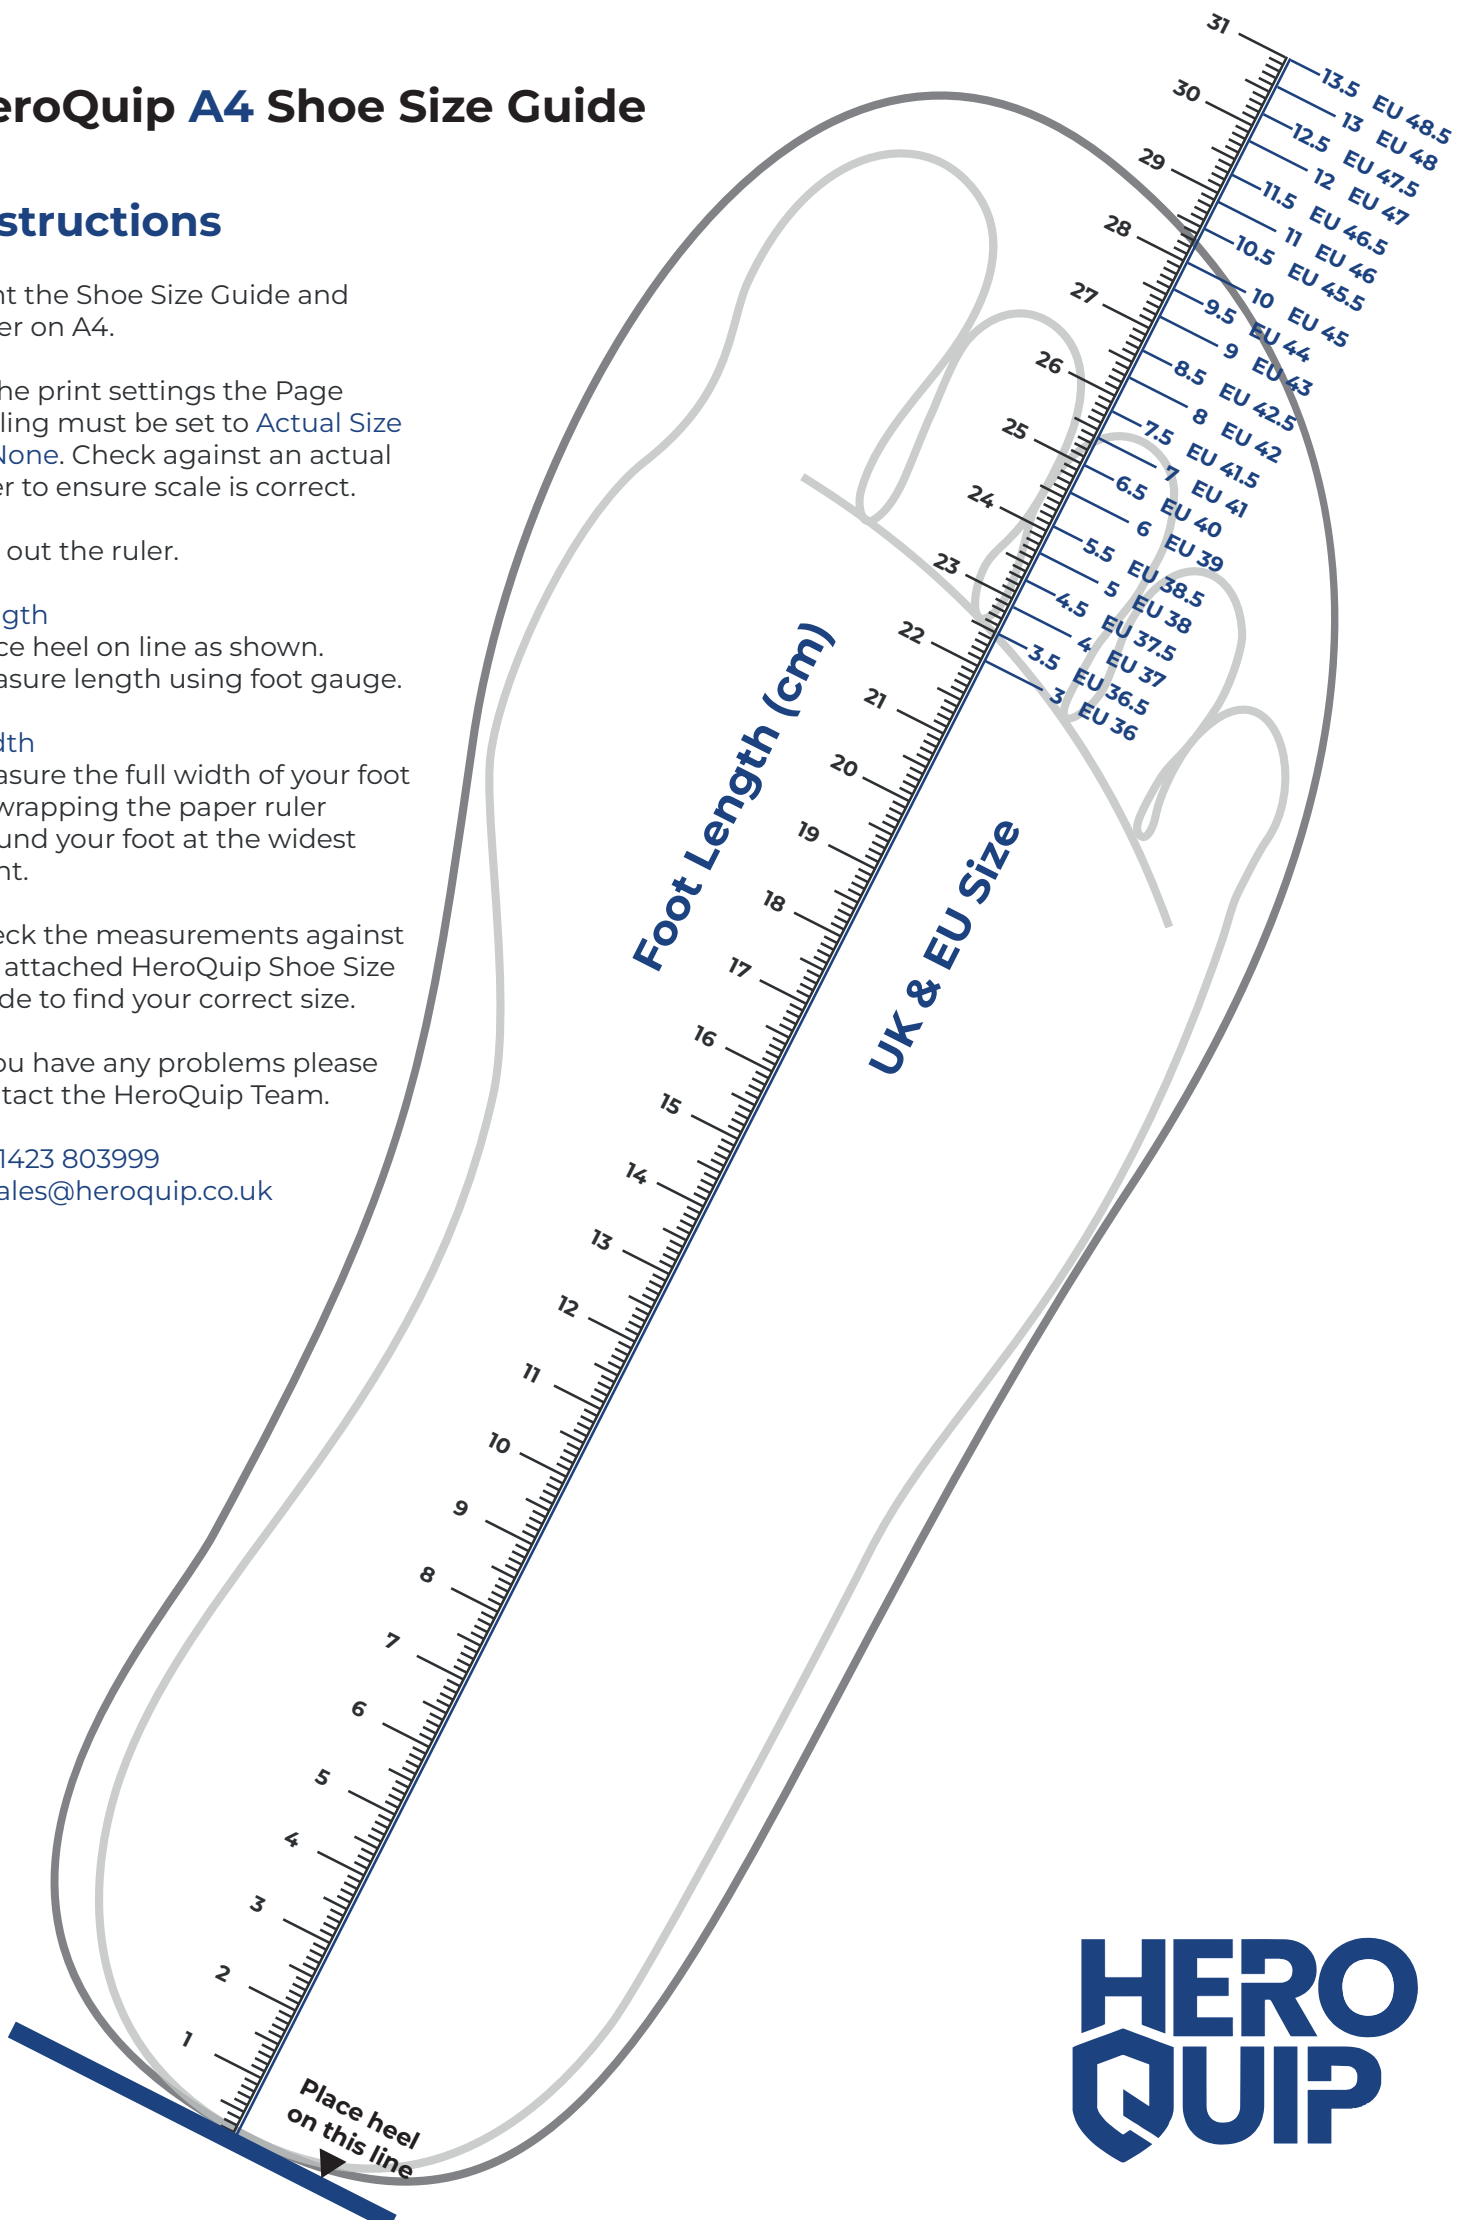 eroQuip A4 Shoe Size Guide
structions
nt the Shoe Size Guide and
er on A4.
he print settings the Page
ling must be set to Actual Size
None. Check against an actual
er to ensure scale is correct.
out the ruler.
gth
ce heel on line as shown.
asure length using foot gauge.
dth
asure the full width of your foot
wrapping the paper ruler
und your foot at the widest
nt.
eck the measurements against
attached HeroQuip Shoe Size
de to find your correct size.
ou have any problems please
tact the HeroQuip Team.
1423 803999
ales@heroquip.co.uk
Foot Length (cm)
UK & EU Size
31
30
29
28
27
26
25
24
23
22
21
20
19
18
17
16
15
14
13
12
11
10
9
8
7
6
5
4
3
2
1
13.5 EU 48.5
13 EU 48
12.5 EU 47.5
12 EU 47
11.5 EU 46.5
11 EU 46
10.5 EU 45.5
10 EU 45
9.5 EU 44
9 EU 43
8.5 EU 42.5
8 EU 42
7.5 EU 41.5
7 EU 41
6.5 EU 40
6 EU 39
5.5 EU 38.5
5 EU 38
4.5 EU 37.5
4 EU 37
3.5 EU 36.5
3 EU 36
Place heel
on this line
HERO
QUIP